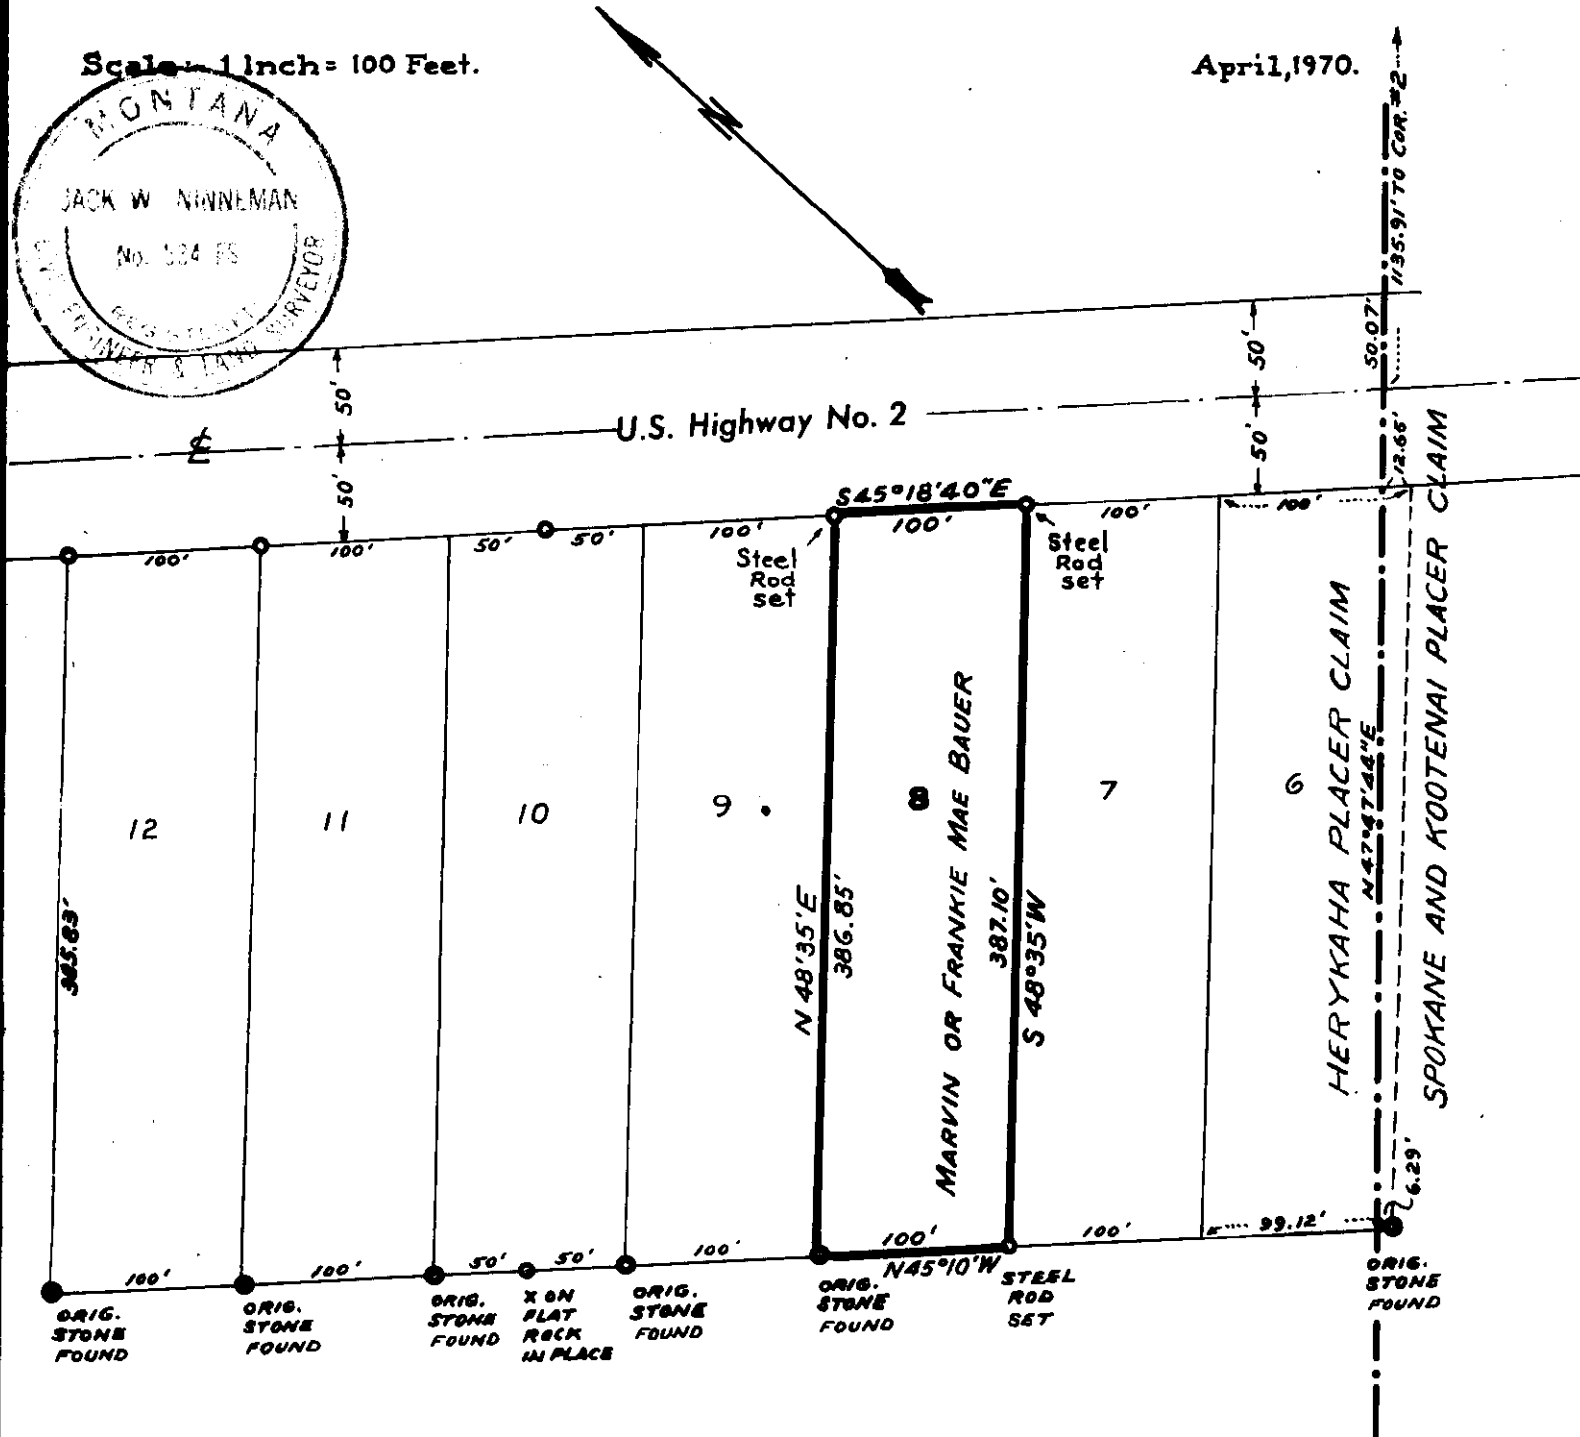 Scale - 1 Inch = 100 Feet.
April, 1970.
MONTANA
JACK W NINNEMAN
No. 534 ES
ENGINEER & LAND SURVEYOR
N
1135.91' TO COR. #2
50.07'
50'
50'
50'
50'
℄
U.S. Highway No. 2
12.66'
S45°18'40"E
100'
100'
50'
50'
100'
100'
100'
100'
Steel
Rod
set
Steel
Rod
set
12
11
10
9
8
7
6
385.83'
N 48'35'E
386.85'
MARVIN OR FRANKIE MAE BAUER
387.10'
S 48°35'W
HERYKAHA PLACER CLAIM
N47°47'44"E
SPOKANE AND KOOTENAI PLACER CLAIM
6.29'
100'
100'
50'
50'
100'
100'
N45°10'W
100'
99.12'
ORIG.
STONE
FOUND
ORIG.
STONE
FOUND
ORIG.
STONE
FOUND
X ON
FLAT
ROCK
IN PLACE
ORIG.
STONE
FOUND
ORIG.
STONE
FOUND
STEEL
ROD
SET
ORIG.
STONE
FOUND